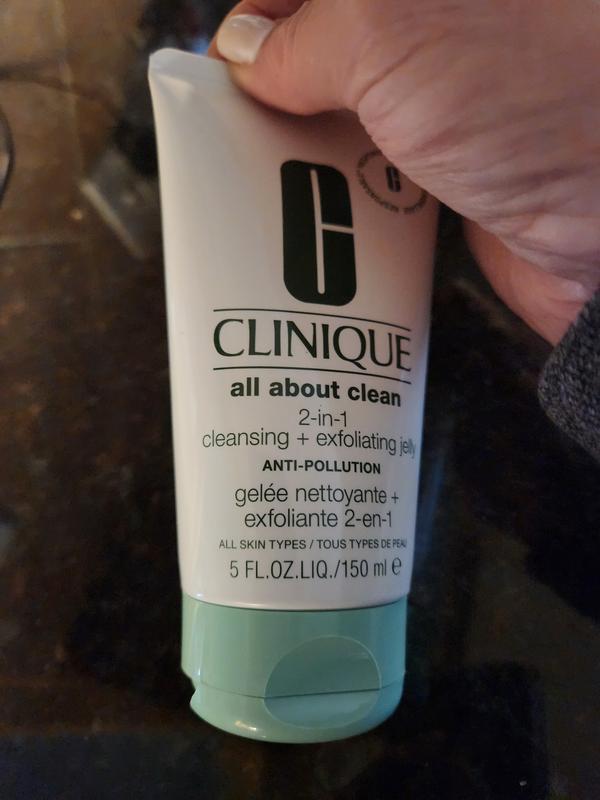 CLINIQUE
all about clean
2-in-1
cleansing + exfoliating jelly
ANTI-POLLUTION
gelée nettoyante +
exfoliante 2-en-1
ALL SKIN TYPES / TOUS TYPES DE PEAU
5 FL.OZ.LIQ./150 ml ℮